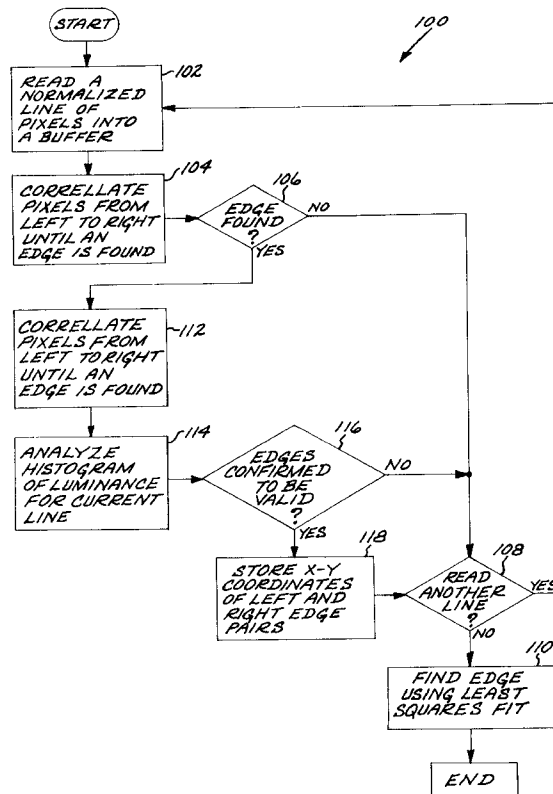 START
100
102
READ A
NORMALIZED
LINE OF
PIXELS INTO
A BUFFER
104
CORRELLATE
PIXELS FROM
LEFT TO RIGHT
UNTIL AN
EDGE IS FOUND
106
EDGE
FOUND
?
NO
YES
112
CORRELLATE
PIXELS FROM
LEFT TO RIGHT
UNTIL AN
EDGE IS FOUND
114
ANALYZE
HISTOGRAM
OF LUMINANCE
FOR CURRENT
LINE
116
EDGES
CONFIRMED
TO BE
VALID
?
NO
YES
118
STORE X-Y
COORDINATES
OF LEFT AND
RIGHT EDGE
PAIRS
108
READ
ANOTHER
LINE
?
YES
NO
110
FIND EDGE
USING LEAST
SQUARES FIT
END